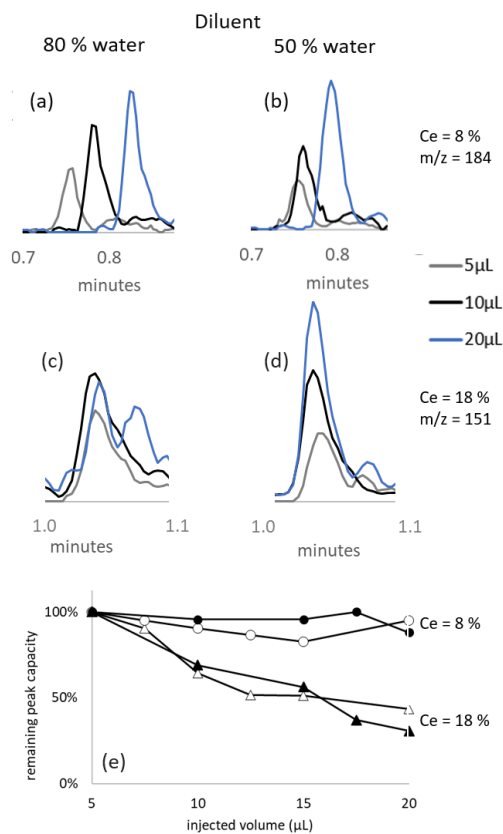 Diluent
80 % water
50 % water
(a)
(b)
Ce = 8 %
m/z = 184
0.7
0.8
0.7
0.8
minutes
minutes
5µL
10µL
20µL
(c)
(d)
Ce = 18 %
m/z = 151
1.0
1.1
1.0
1.1
minutes
minutes
100%
Ce = 8 %
remaining peak capacity
50%
Ce = 18 %
(e)
0%
5
10
15
20
injected volume (µL)